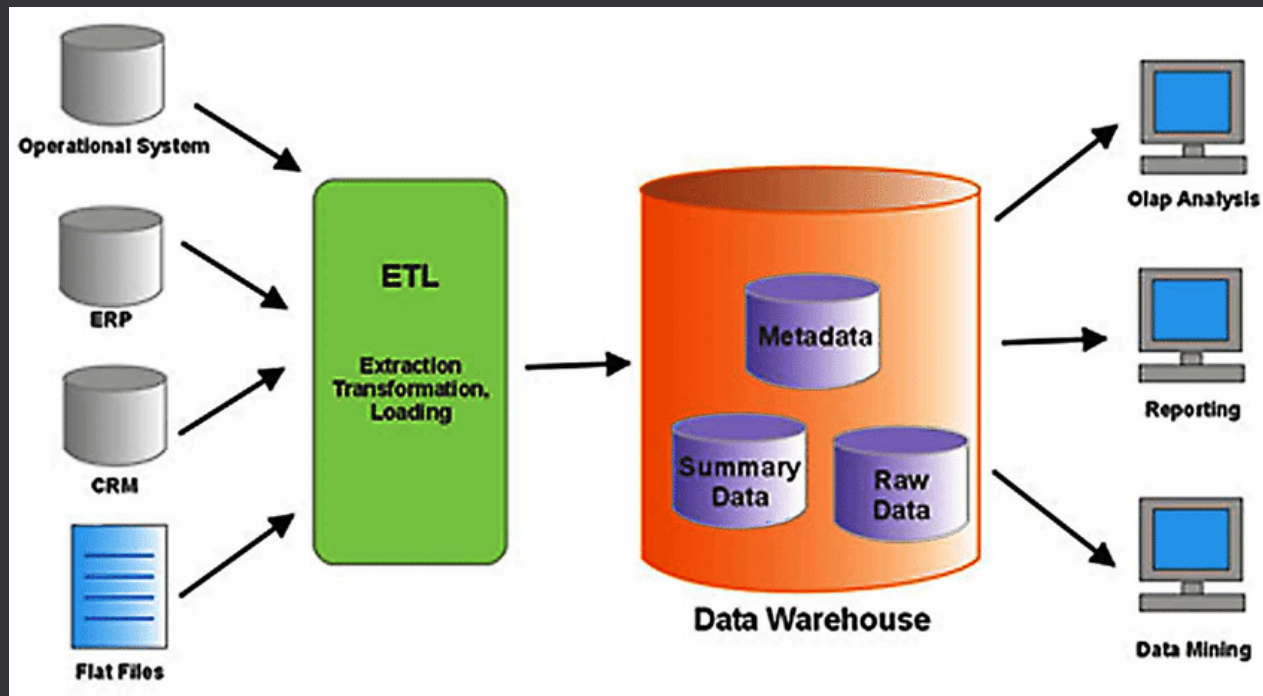 Operational System
ERP
CRM
Flat Files
ETL
Extraction
Transformation,
Loading
Metadata
Summary
Data
Raw
Data
Data Warehouse
Olap Analysis
Reporting
Data Mining